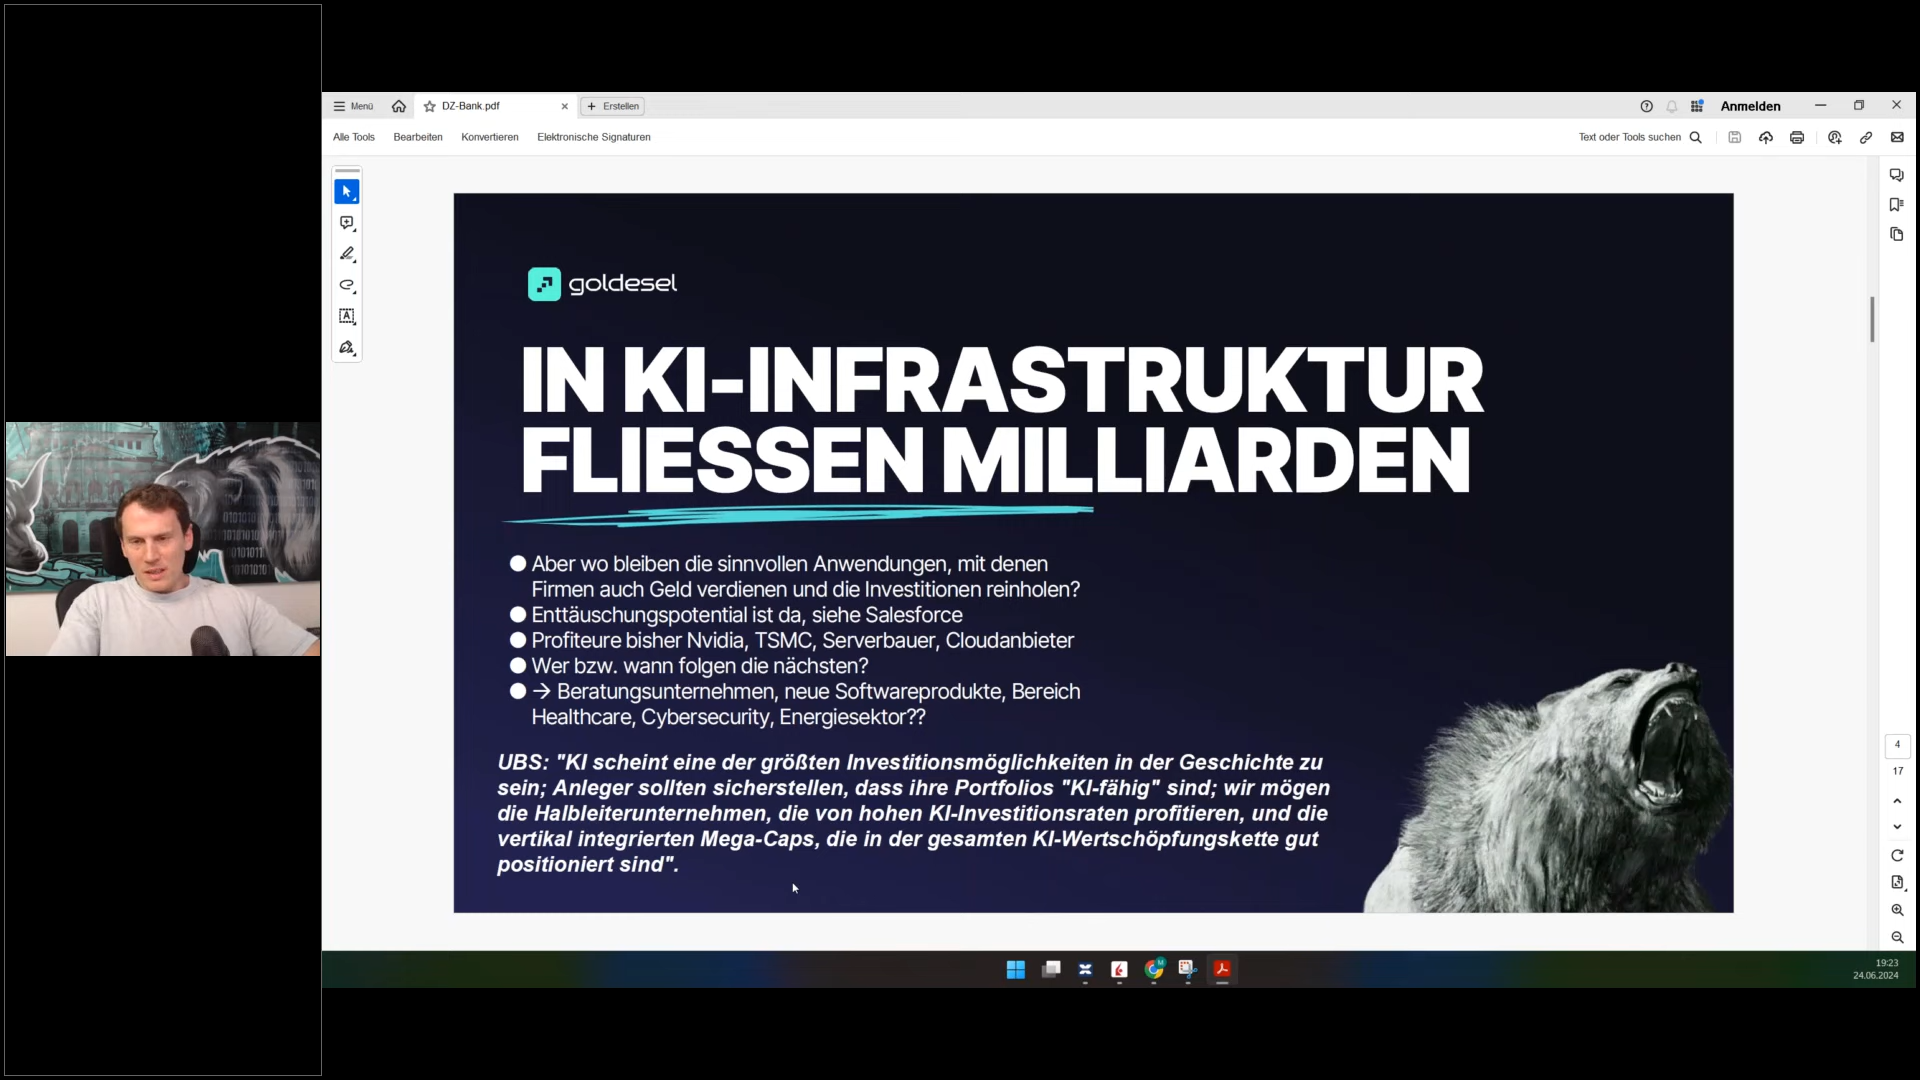 Menü
DZ-Bank.pdf
Erstellen
Anmelden
Alle Tools
Bearbeiten
Konvertieren
Elektronische Signaturen
Text oder Tools suchen
goldesel
IN KI-INFRASTRUKTUR
FLIESSEN MILLIARDEN
● Aber wo bleiben die sinnvollen Anwendungen, mit denen
Firmen auch Geld verdienen und die Investitionen reinholen?
● Enttäuschungspotential ist da, siehe Salesforce
● Profiteure bisher Nvidia, TSMC, Serverbauer, Cloudanbieter
● Wer bzw. wann folgen die nächsten?
● → Beratungsunternehmen, neue Softwareprodukte, Bereich
Healthcare, Cybersecurity, Energiesektor??
UBS: "KI scheint eine der größten Investitionsmöglichkeiten in der Geschichte zu
sein; Anleger sollten sicherstellen, dass ihre Portfolios "KI-fähig" sind; wir mögen
die Halbleiterunternehmen, die von hohen KI-Investitionsraten profitieren, und die
vertikal integrierten Mega-Caps, die in der gesamten KI-Wertschöpfungskette gut
positioniert sind".
4
17
19:23
24.06.2024